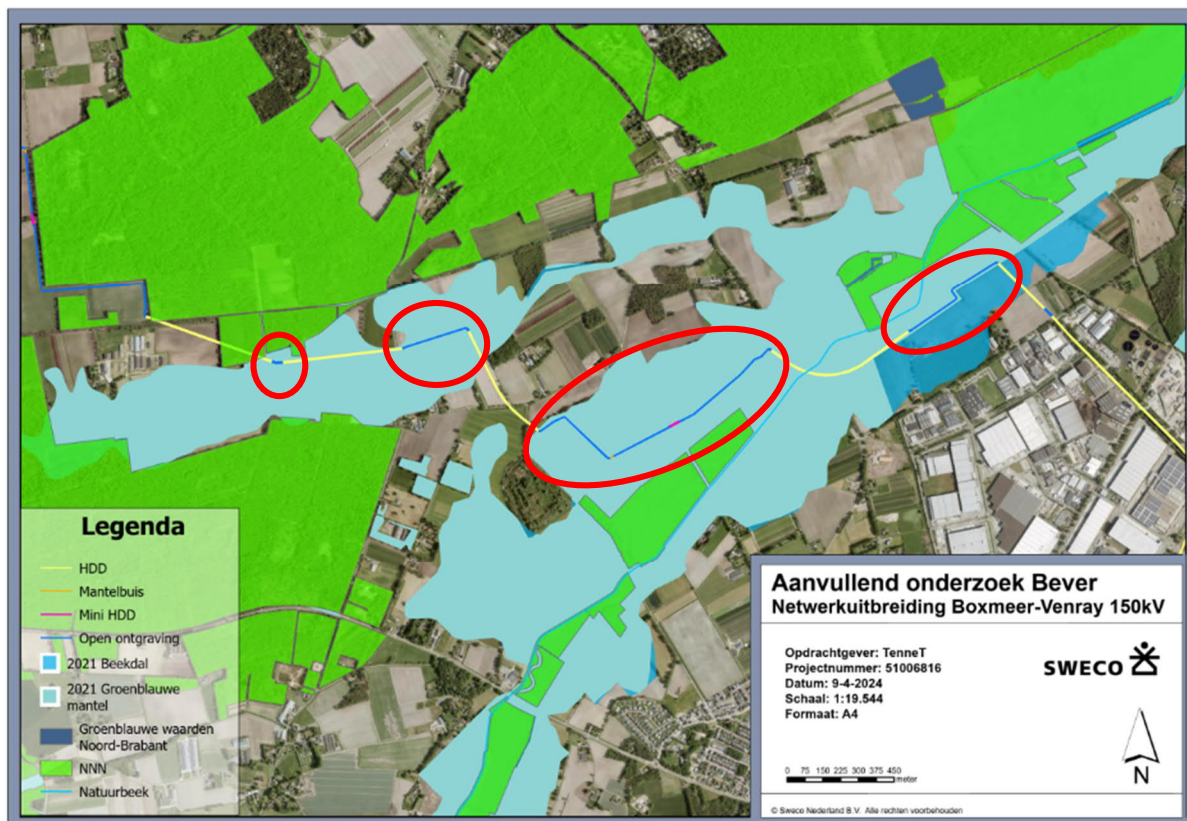 Legenda
HDD
Mantelbuis
Mini HDD
Open ontgraving
2021 Beekdal
2021 Groenblauwe
mantel
Groenblauwe waarden
Noord-Brabant
NNN
Natuurbeek
Aanvullend onderzoek Bever
Netwerkuitbreiding Boxmeer-Venray 150kV
Opdrachtgever: TenneT
Projectnummer: 51006816
Datum: 9-4-2024
Schaal: 1:19.544
Formaat: A4
SWECO
0 75 150 225 300 375 450
meter
N
© Sweco Nederland B.V. Alle rechten voorbehouden